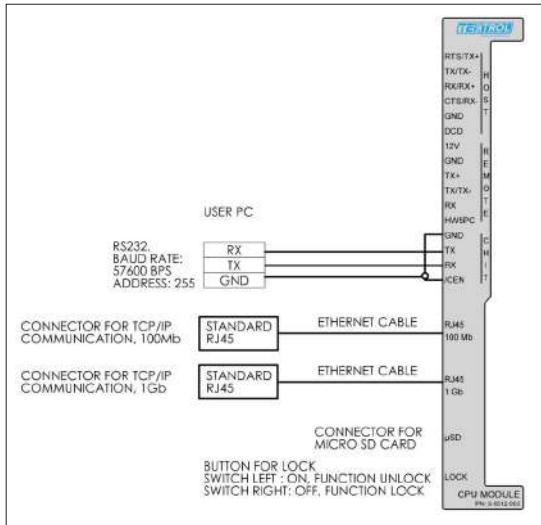 TEKTROL
RTS/TX+
TX/TX-
RX/RX+
CTS/RX-
GND
DCD
HOST
12V
GND
TX+
TX/TX-
RX
HW5PC
REMOTE
GND
TX
RX
/CEN
CHIT
USER PC
RS232,
BAUD RATE:
57600 BPS
ADDRESS: 255
RX
TX
GND
CONNECTOR FOR TCP/IP
COMMUNICATION, 100Mb
STANDARD
RJ45
ETHERNET CABLE
RJ45
100 Mb
CONNECTOR FOR TCP/IP
COMMUNICATION, 1Gb
STANDARD
RJ45
ETHERNET CABLE
RJ45
1 Gb
CONNECTOR FOR
MICRO SD CARD
µSD
BUTTON FOR LOCK
SWITCH LEFT : ON, FUNCTION UNLOCK
SWITCH RIGHT: OFF, FUNCTION LOCK
LOCK
CPU MODULE